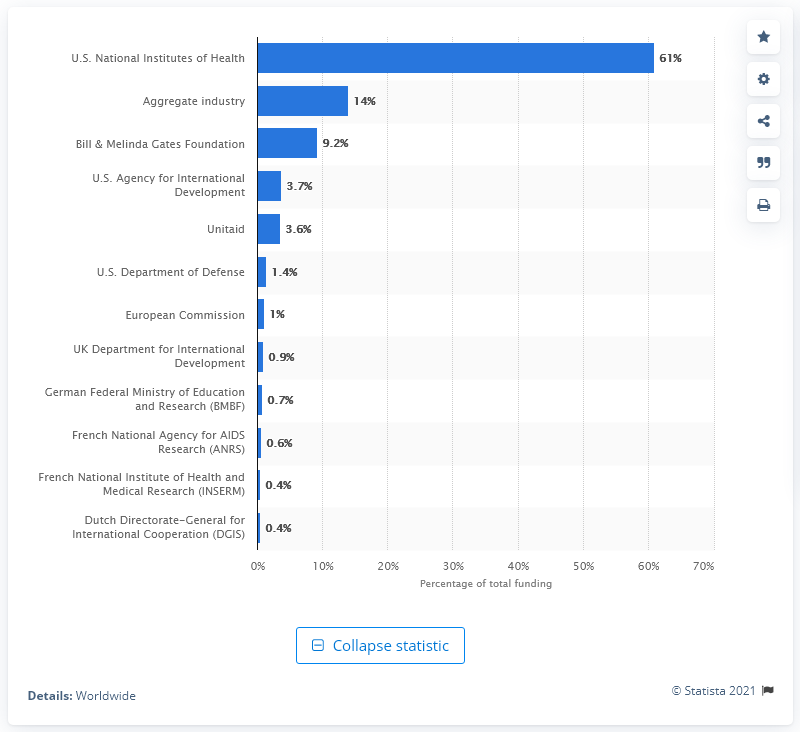 U.S. National Institutes of Health
61%
Aggregate industry
14%
Bill & Melinda Gates Foundation
9.2%
U.S. Agency for International
Development
3.7%
Unitaid
3.6%
U.S. Department of Defense
1.4%
European Commission
1%
UK Department for International
Development
0.9%
German Federal Ministry of Education
and Research (BMBF)
0.7%
French National Agency for AIDS
Research (ANRS)
0.6%
French National Institute of Health and
Medical Research (INSERM)
0.4%
Dutch Directorate-General for
International Cooperation (DGIS)
0.4%
0% 10% 20% 30% 40% 50% 60% 70%
Percentage of total funding
Collapse statistic
© Statista 2021
Details: Worldwide